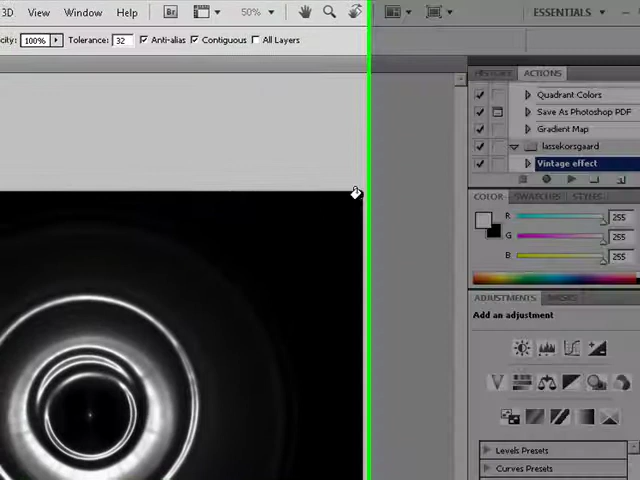 3D View Window Help Br 50% ESSENTIALS
100% Tolerance: 32 Anti-alias Contiguous All Layers
HISTORY ACTIONS
Quadrant Colors
Save As Photoshop PDF
Gradient Map
lassekorsgaard
Vintage effect
COLOR SWATCHES STYLES
R 255
G 255
B 255
ADJUSTMENTS MASKS
Add an adjustment
Levels Presets
Curves Presets